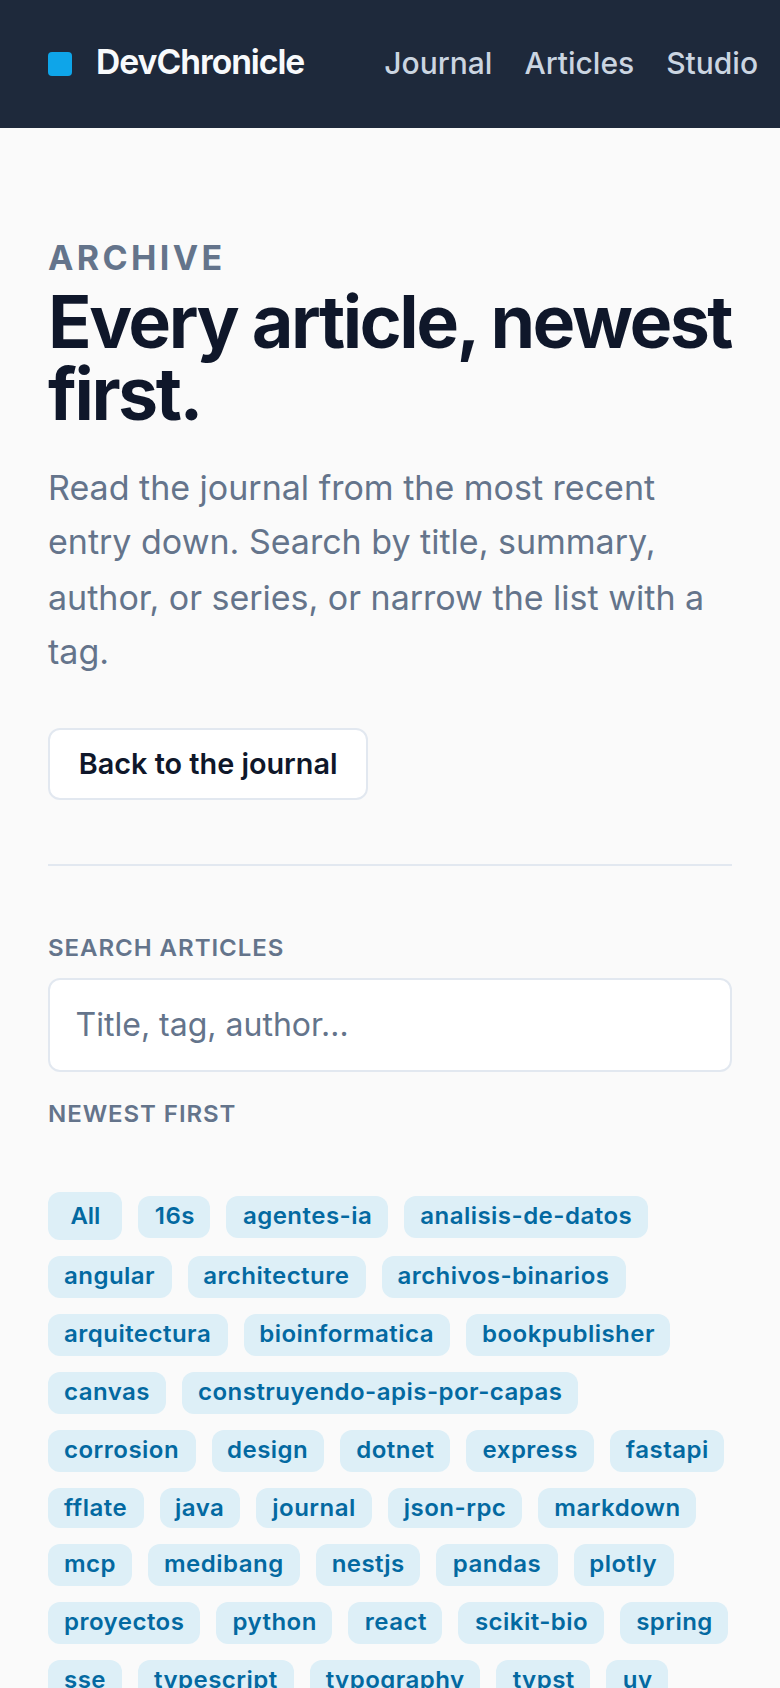 DevChronicle Journal Articles Studio
ARCHIVE
Every article, newest
first.
Read the journal from the most recent
entry down. Search by title, summary,
author, or series, or narrow the list with a
tag.
Back to the journal
SEARCH ARTICLES
Title, tag, author...
NEWEST FIRST
All 16s agentes-ia analisis-de-datos
angular architecture archivos-binarios
arquitectura bioinformatica bookpublisher
canvas construyendo-apis-por-capas
corrosion design dotnet express fastapi
fflate java journal json-rpc markdown
mcp medibang nestjs pandas plotly
proyectos python react scikit-bio spring
sse typescript typography typst uv